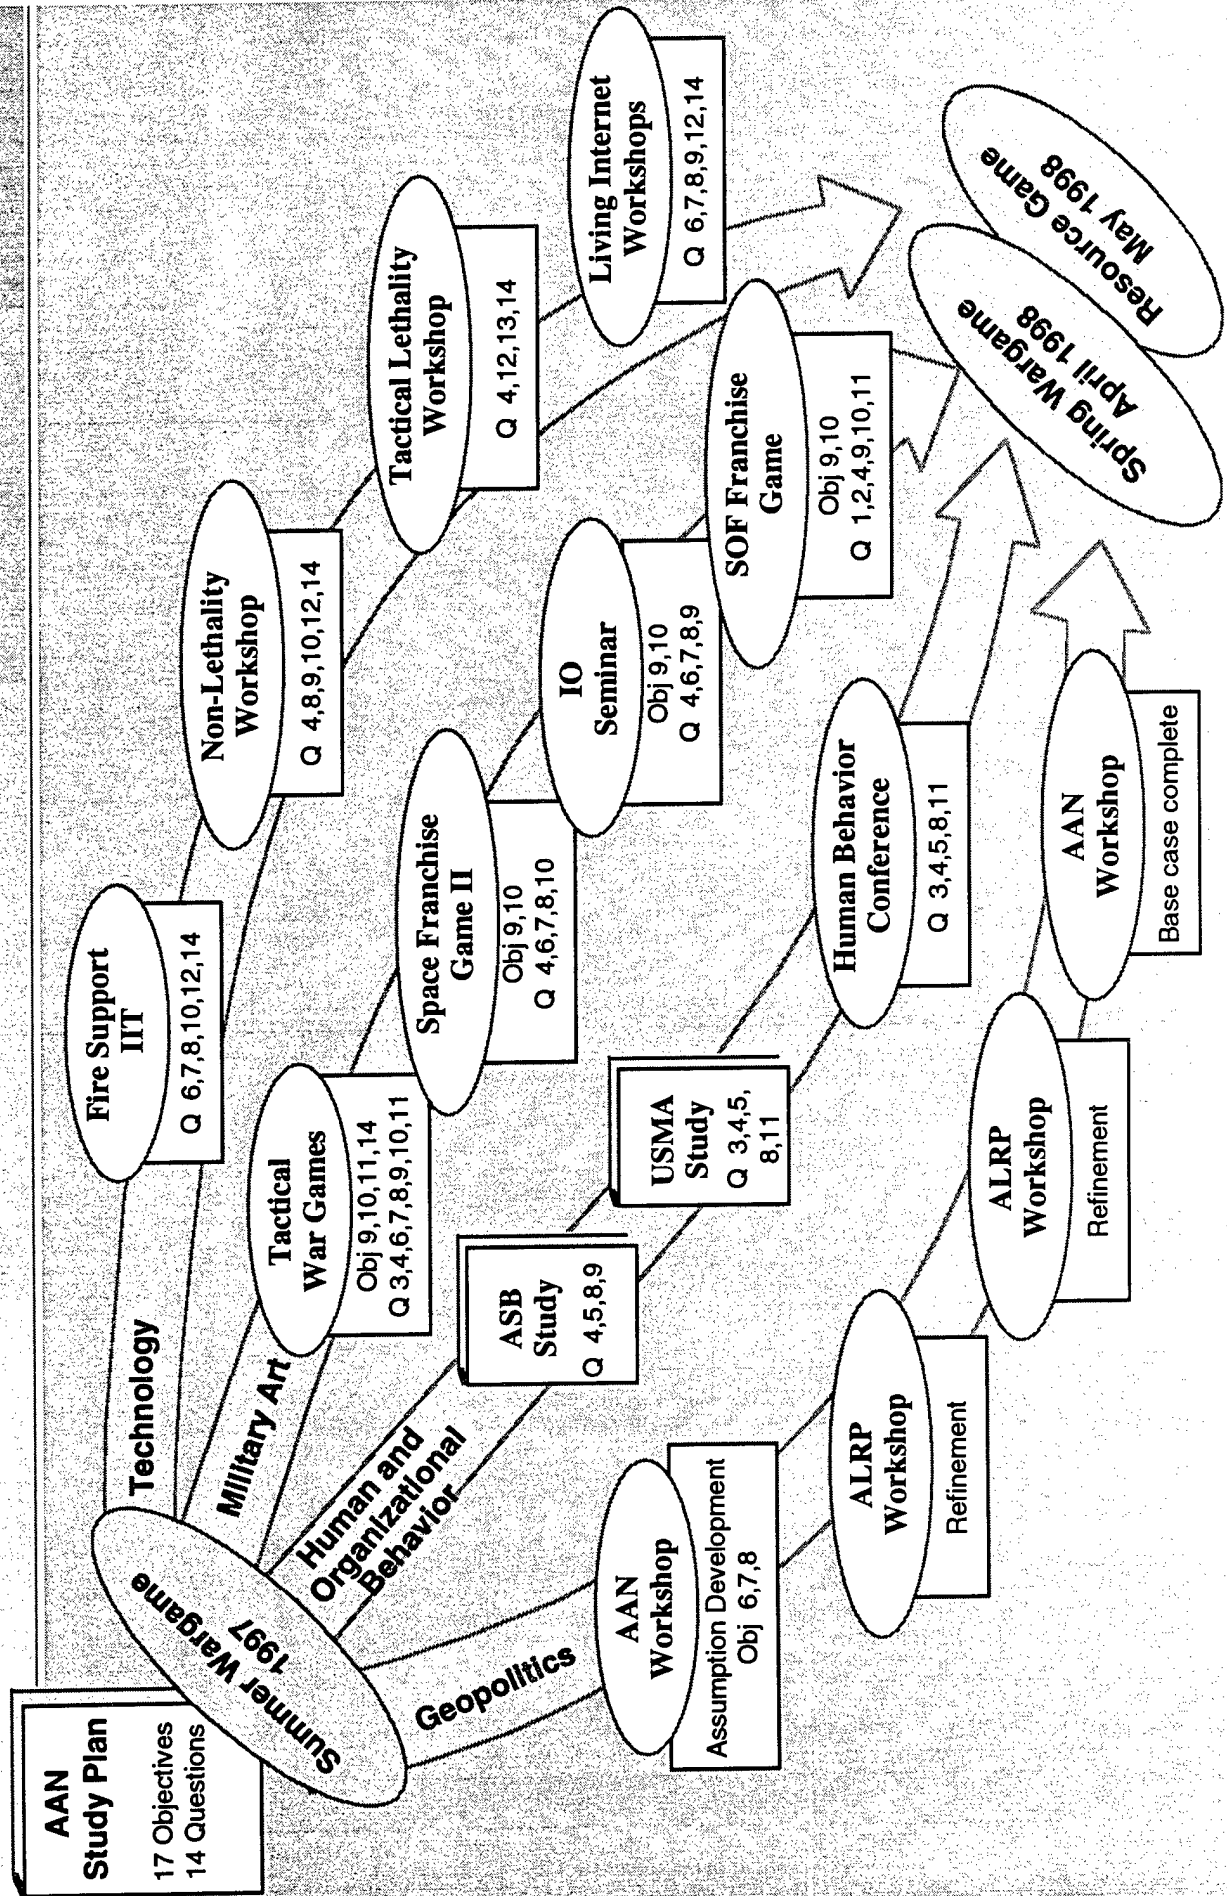 AAN
Study Plan
17 Objectives
14 Questions
Summer Wargame
1997
Technology
Fire Support
IIT
Q 6,7,8,10,12,14
Non-Lethality
Workshop
Q 4,8,9,10,12,14
Tactical Lethality
Workshop
Q 4,12,13,14
Living Internet
Workshops
Q 6,7,8,9,12,14
Military Art
Tactical
War Games
Obj 9,10,11,14
Q 3,4,6,7,8,9,10,11
Space Franchise
Game II
Obj 9,10
Q 4,6,7,8,10
IO
Seminar
Obj 9,10
Q 4,6,7,8,9
SOF Franchise
Game
Obj 9,10
Q 1,2,4,9,10,11
Human and
Organizational
Behavior
ASB
Study
Q 4,5,8,9
USMA
Study
Q 3,4,5,
8,11
Human Behavior
Conference
Q 3,4,5,8,11
Geopolitics
AAN
Workshop
Assumption Development
Obj 6,7,8
ALRP
Workshop
Refinement
ALRP
Workshop
Refinement
AAN
Workshop
Base case complete
Spring Wargame
April 1998
Resource Game
May 1998